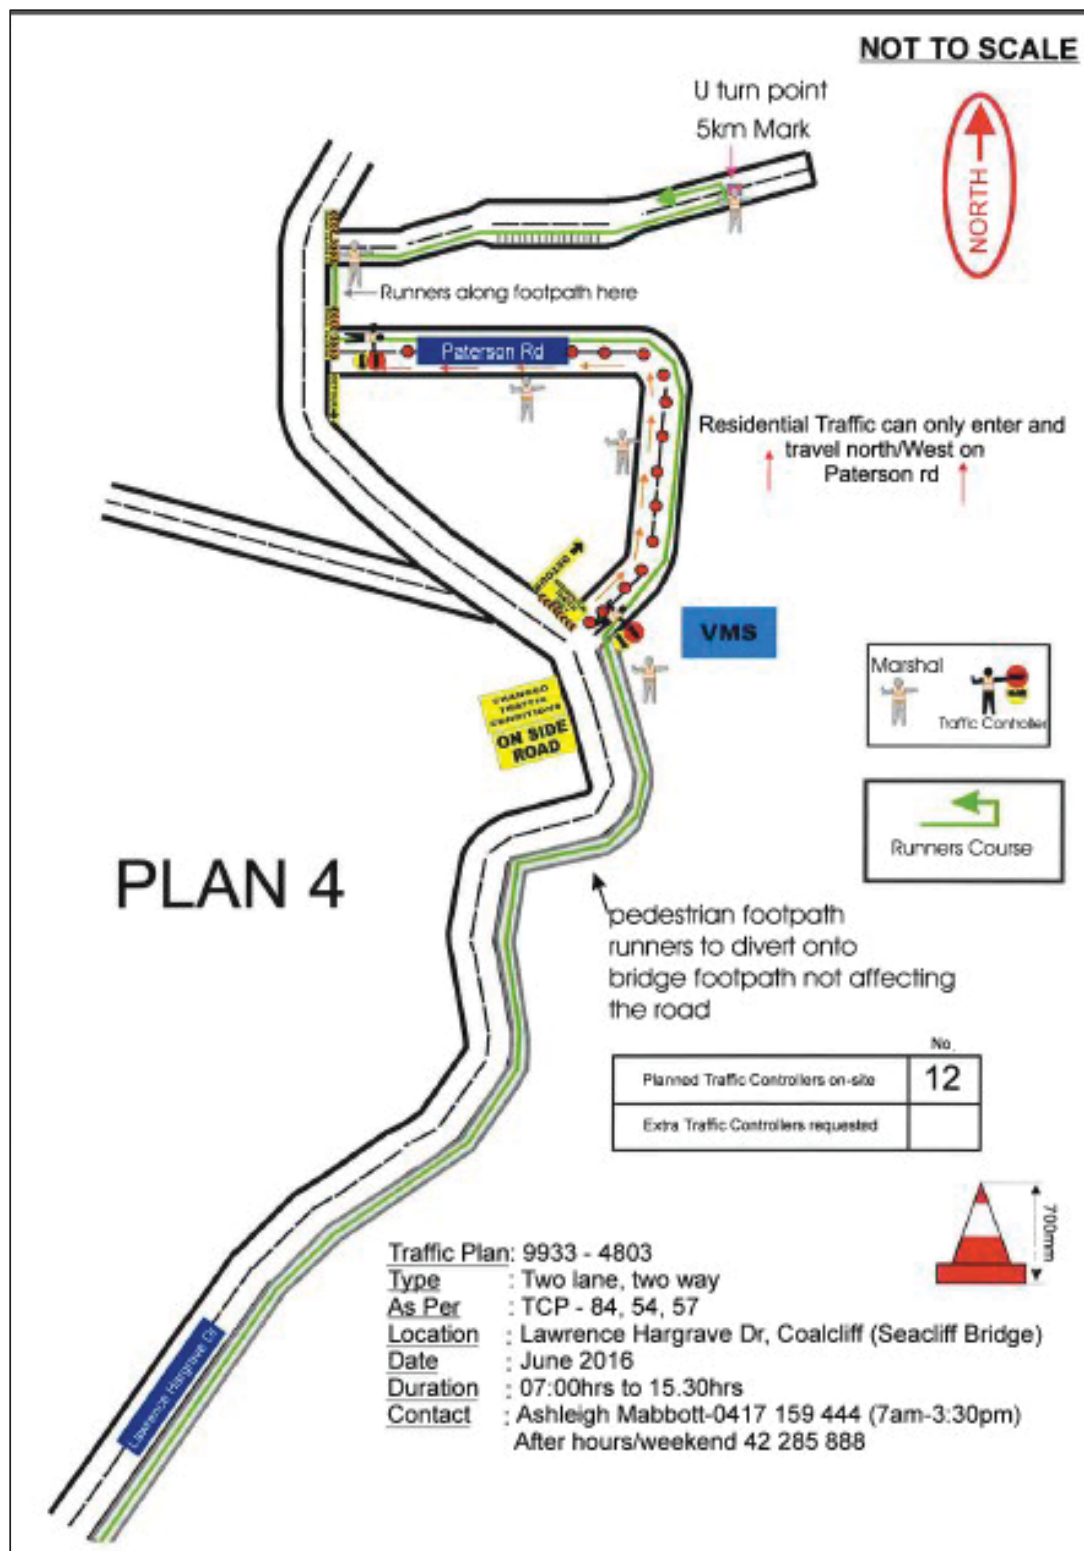 NOT TO SCALE
U turn point
5km Mark
NORTH
Runners along footpath here
Paterson Rd
Residential Traffic can only enter and
travel north/West on
Paterson rd
DETOUR
VMS
CHANGED
TRAFFIC
CONDITIONS
ON SIDE
ROAD
Marshal
Traffic Controller
Runners Course
PLAN 4
pedestrian footpath
runners to divert onto
bridge footpath not affecting
the road
No.
Planned Traffic Controllers on-site 12
Extra Traffic Controllers requested
700mm
Traffic Plan: 9933 - 4803
Type : Two lane, two way
As Per : TCP - 84, 54, 57
Location : Lawrence Hargrave Dr, Coalcliff (Seacliff Bridge)
Date : June 2016
Duration : 07:00hrs to 15.30hrs
Contact : Ashleigh Mabbott-0417 159 444 (7am-3:30pm)
After hours/weekend 42 285 888
Lawrence Hargrave Dr